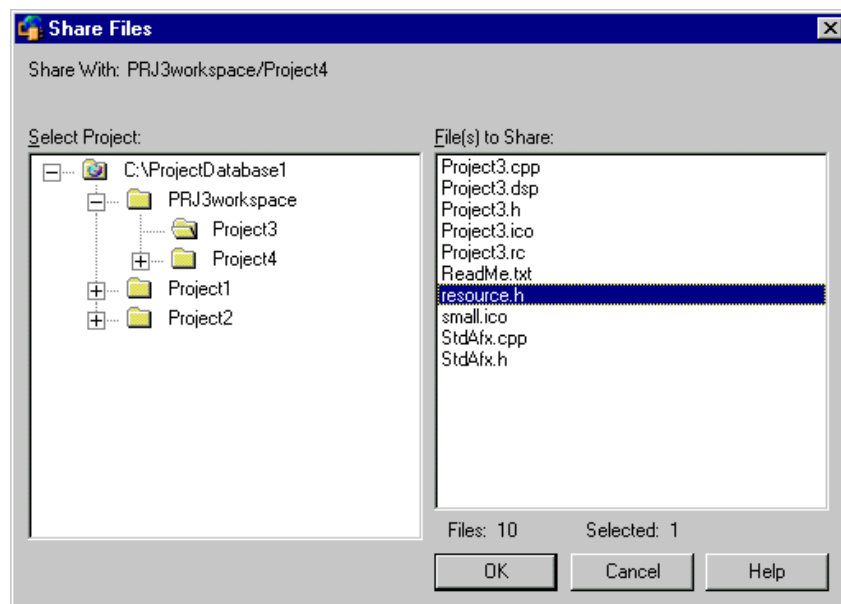 Share Files
Share With: PRJ3workspace/Project4
Select Project:
C:\ProjectDatabase1
PRJ3workspace
Project3
Project4
Project1
Project2
File(s) to Share:
Project3.cpp
Project3.dsp
Project3.h
Project3.ico
Project3.rc
ReadMe.txt
resource.h
small.ico
StdAfx.cpp
StdAfx.h
Files: 10 Selected: 1
OK Cancel Help